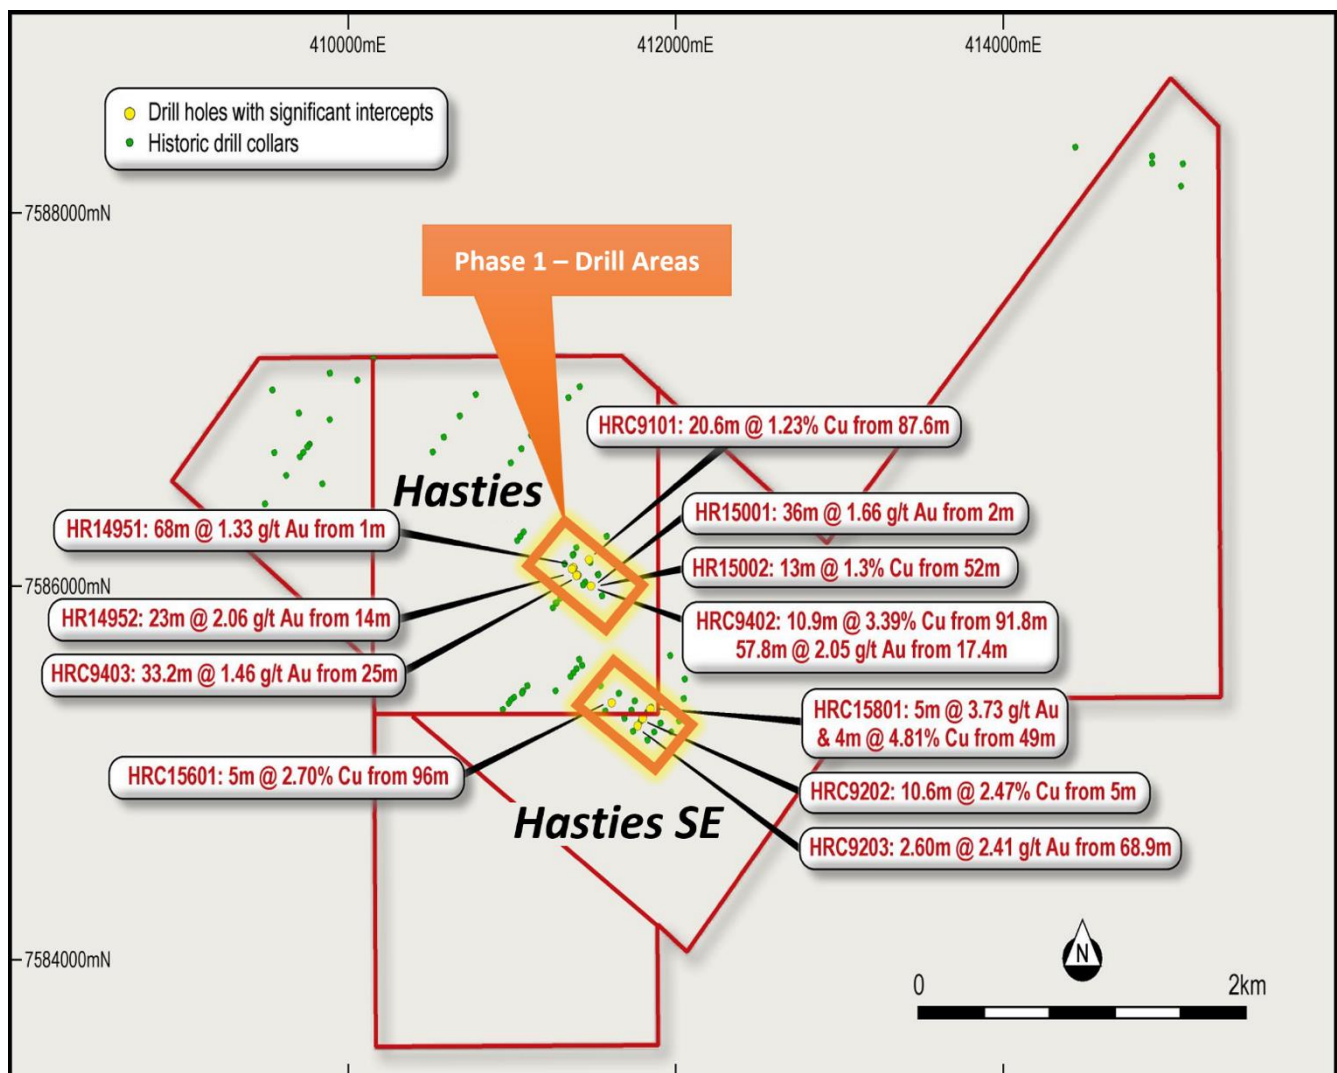 410000mE
412000mE
414000mE
Drill holes with significant intercepts
Historic drill collars
7588000mN
Phase 1 – Drill Areas
HRC9101: 20.6m @ 1.23% Cu from 87.6m
Hasties
HR14951: 68m @ 1.33 g/t Au from 1m
HR15001: 36m @ 1.66 g/t Au from 2m
HR15002: 13m @ 1.3% Cu from 52m
7586000mN
HR14952: 23m @ 2.06 g/t Au from 14m
HRC9402: 10.9m @ 3.39% Cu from 91.8m
57.8m @ 2.05 g/t Au from 17.4m
HRC9403: 33.2m @ 1.46 g/t Au from 25m
HRC15801: 5m @ 3.73 g/t Au
& 4m @ 4.81% Cu from 49m
HRC15601: 5m @ 2.70% Cu from 96m
HRC9202: 10.6m @ 2.47% Cu from 5m
Hasties SE
HRC9203: 2.60m @ 2.41 g/t Au from 68.9m
7584000mN
N
0
2km